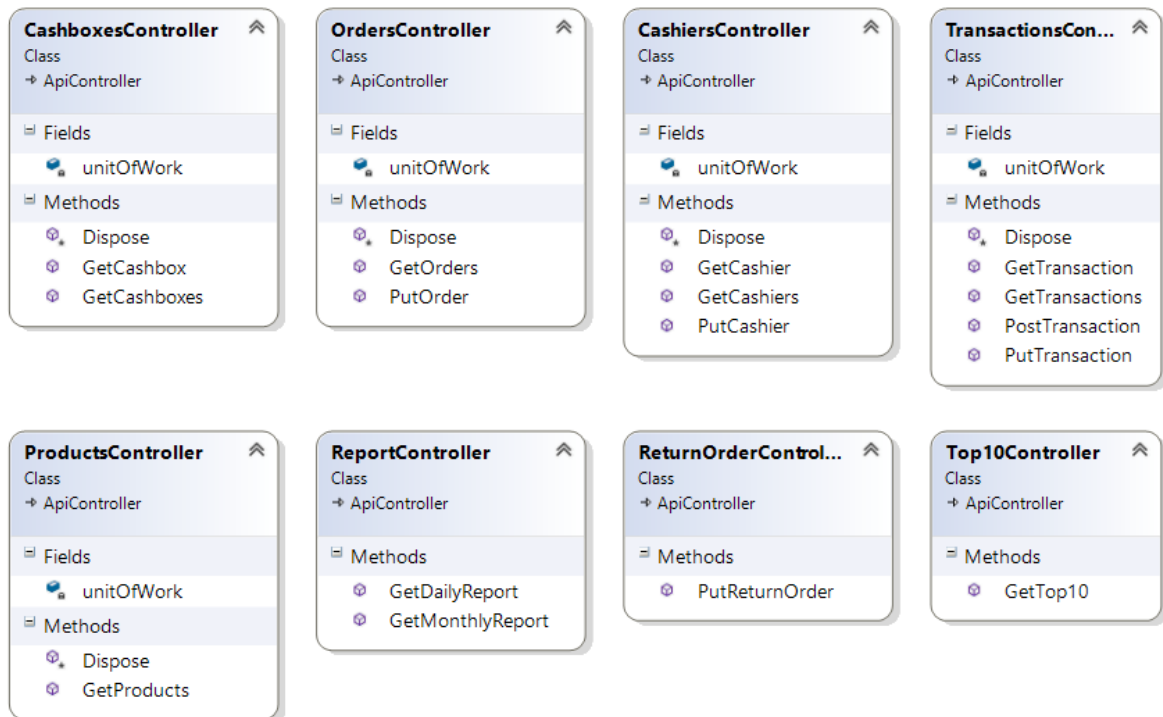 CashboxesController
Class
ApiController
Fields
unitOfWork
Methods
Dispose
GetCashbox
GetCashboxes
OrdersController
Class
ApiController
Fields
unitOfWork
Methods
Dispose
GetOrders
PutOrder
CashiersController
Class
ApiController
Fields
unitOfWork
Methods
Dispose
GetCashier
GetCashiers
PutCashier
TransactionsCon...
Class
ApiController
Fields
unitOfWork
Methods
Dispose
GetTransaction
GetTransactions
PostTransaction
PutTransaction
ProductsController
Class
ApiController
Fields
unitOfWork
Methods
Dispose
GetProducts
ReportController
Class
ApiController
Methods
GetDailyReport
GetMonthlyReport
ReturnOrderControl...
Class
ApiController
Methods
PutReturnOrder
Top10Controller
Class
ApiController
Methods
GetTop10